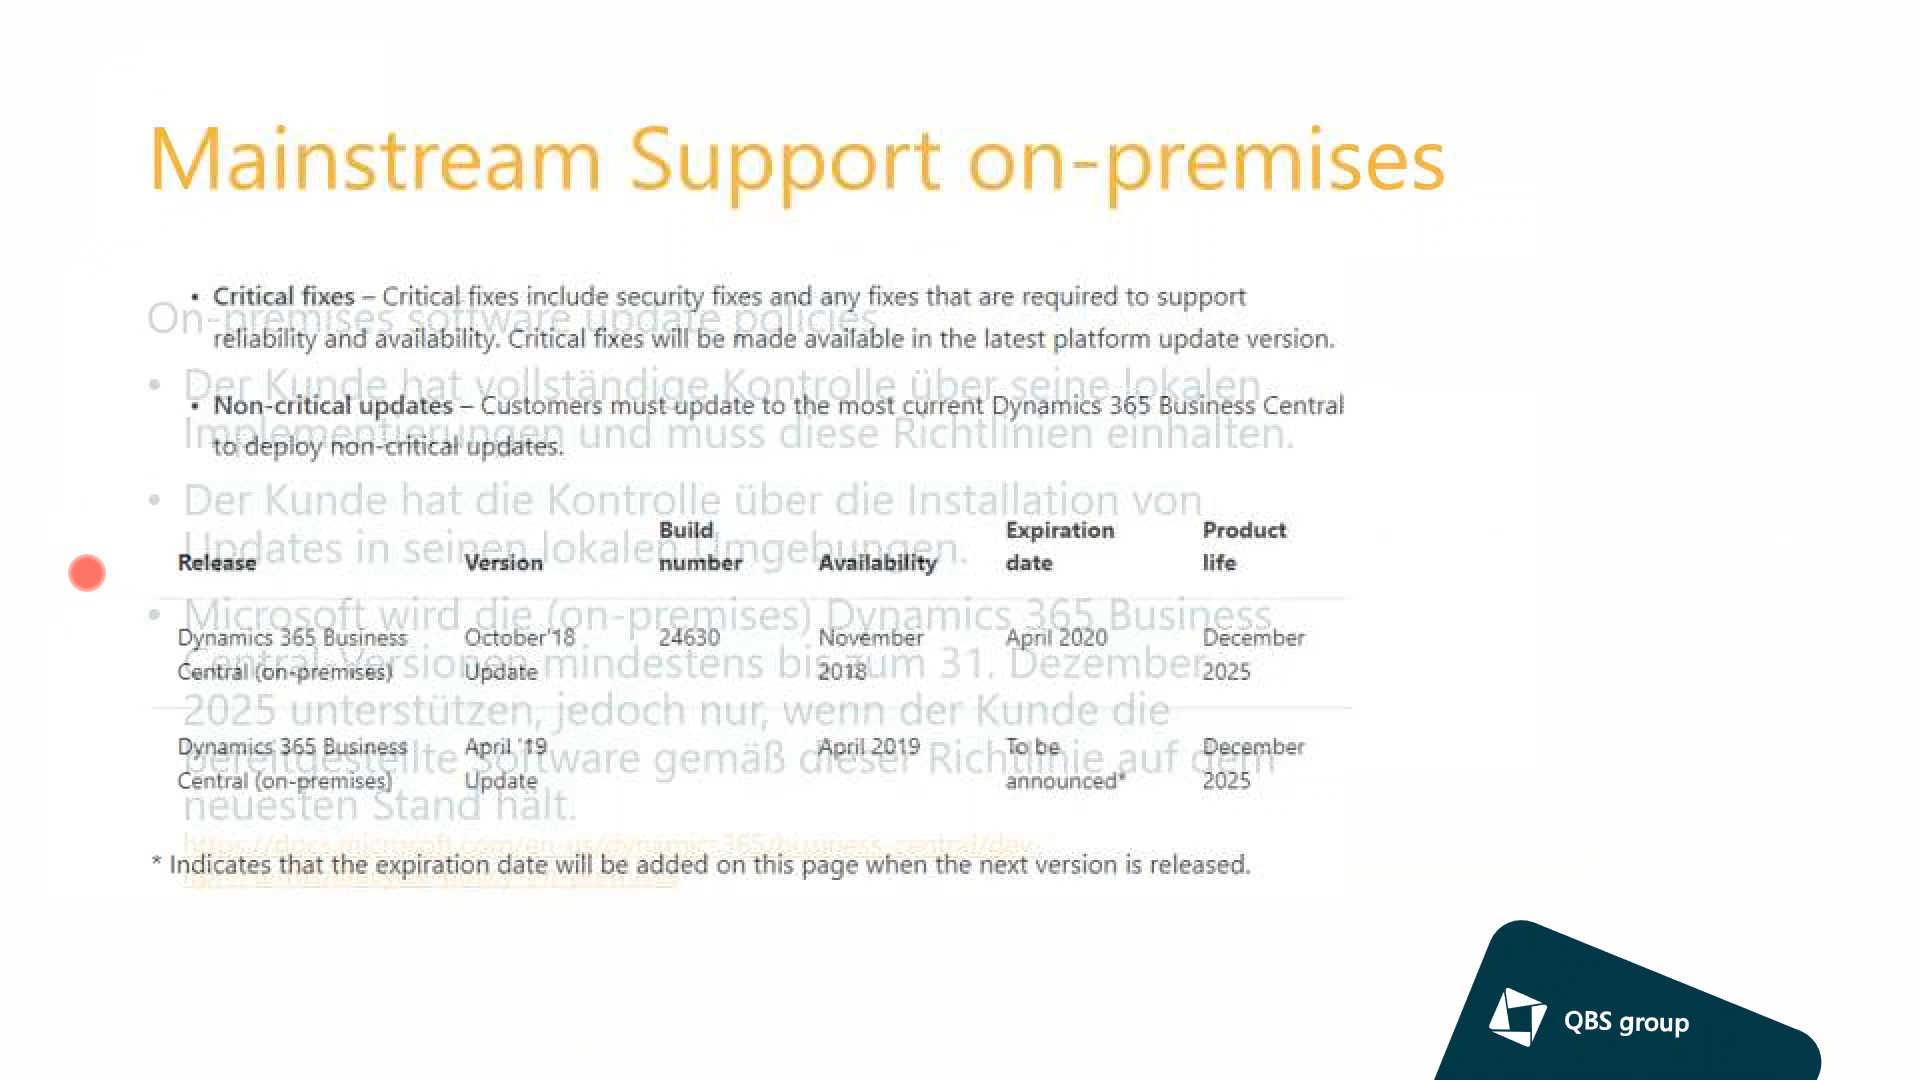 Mainstream Support on-premises
• Critical fixes – Critical fixes include security fixes and any fixes that are required to support
reliability and availability. Critical fixes will be made available in the latest platform update version.
• Non-critical updates – Customers must update to the most current Dynamics 365 Business Central
to deploy non-critical updates.
Release Version Build number Availability Expiration date Product life
Dynamics 365 Business Central (on-premises) October'18 Update 24630 November 2018 April 2020 December 2025
Dynamics 365 Business Central (on-premises) April '19 Update April 2019 To be announced* December 2025
* Indicates that the expiration date will be added on this page when the next version is released.
On-premises software update policies
• Der Kunde hat vollständige Kontrolle über seine lokalen
Implementierungen und muss diese Richtlinien einhalten.
• Der Kunde hat die Kontrolle über die Installation von
Updates in seinen lokalen Umgebungen.
• Microsoft wird die (on-premises) Dynamics 365 Business
Central Versionen mindestens bis zum 31. Dezember
2025 unterstützen, jedoch nur, wenn der Kunde die
bereitgestellte Software gemäß dieser Richtlinie auf dem
neuesten Stand hält.
QBS group